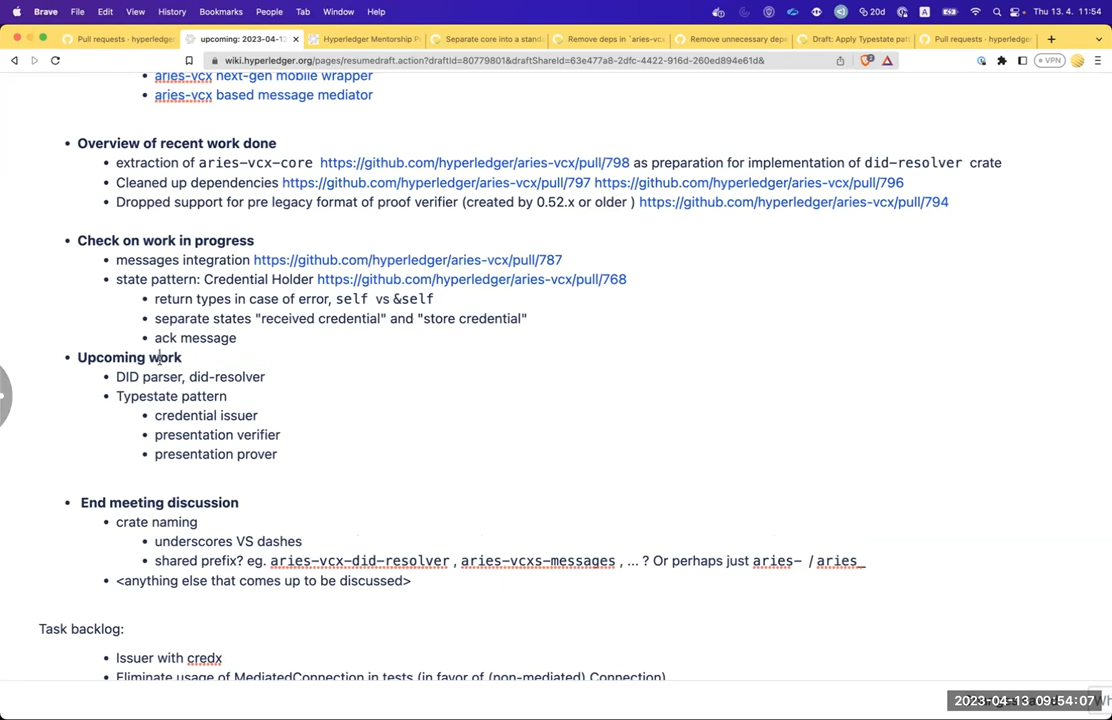 Brave File Edit View History Bookmarks People Tab Window Help 20d A Thu 13. 4. 11:54
Pull requests · hyperledger upcoming: 2023-04-13 Hyperledger Mentorship P Separate core into a stand Remove deps in `aries-vc Remove unnecessary depe Draft: Apply Typestate pat Pull requests · hyperledger
wiki.hyperledger.org/pages/resumedraft.action?draftId=80779801&draftShareId=63e477a8-2dfc-4422-916d-260ed894e61d& VPN
aries-vcx next-gen mobile wrapper
aries-vcx based message mediator
Overview of recent work done
extraction of aries-vcx-core https://github.com/hyperledger/aries-vcx/pull/798 as preparation for implementation of did-resolver crate
Cleaned up dependencies https://github.com/hyperledger/aries-vcx/pull/797 https://github.com/hyperledger/aries-vcx/pull/796
Dropped support for pre legacy format of proof verifier (created by 0.52.x or older ) https://github.com/hyperledger/aries-vcx/pull/794
Check on work in progress
messages integration https://github.com/hyperledger/aries-vcx/pull/787
state pattern: Credential Holder https://github.com/hyperledger/aries-vcx/pull/768
return types in case of error, self vs &self
separate states "received credential" and "store credential"
ack message
Upcoming work
DID parser, did-resolver
Typestate pattern
credential issuer
presentation verifier
presentation prover
End meeting discussion
crate naming
underscores VS dashes
shared prefix? eg. aries-vcx-did-resolver , aries-vcxs-messages , ... ? Or perhaps just aries- / aries_
<anything else that comes up to be discussed>
Task backlog:
Issuer with credx
Eliminate usage of MediatedConnection in tests (in favor of (non-mediated) Connection)
2023-04-13 09:54:07